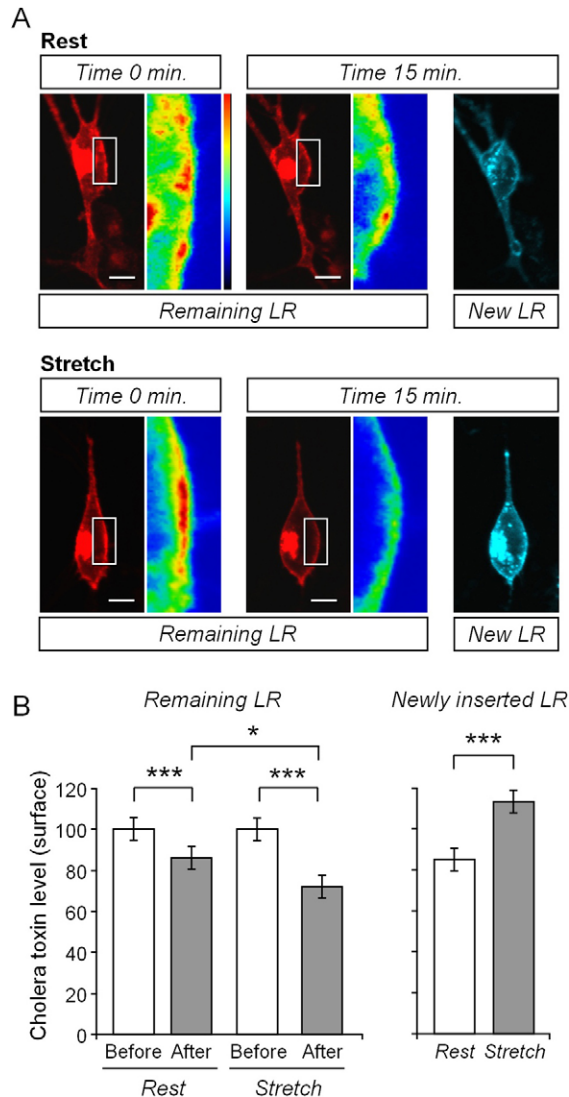 A
Rest
Time 0 min.
Time 15 min.
Remaining LR
New LR
Stretch
Time 0 min.
Time 15 min.
Remaining LR
New LR
B
Remaining LR
Newly inserted LR
*
***
***
***
Cholera toxin level (surface)
120
100
80
60
40
20
0
Before After Before After
Rest Stretch
Rest Stretch